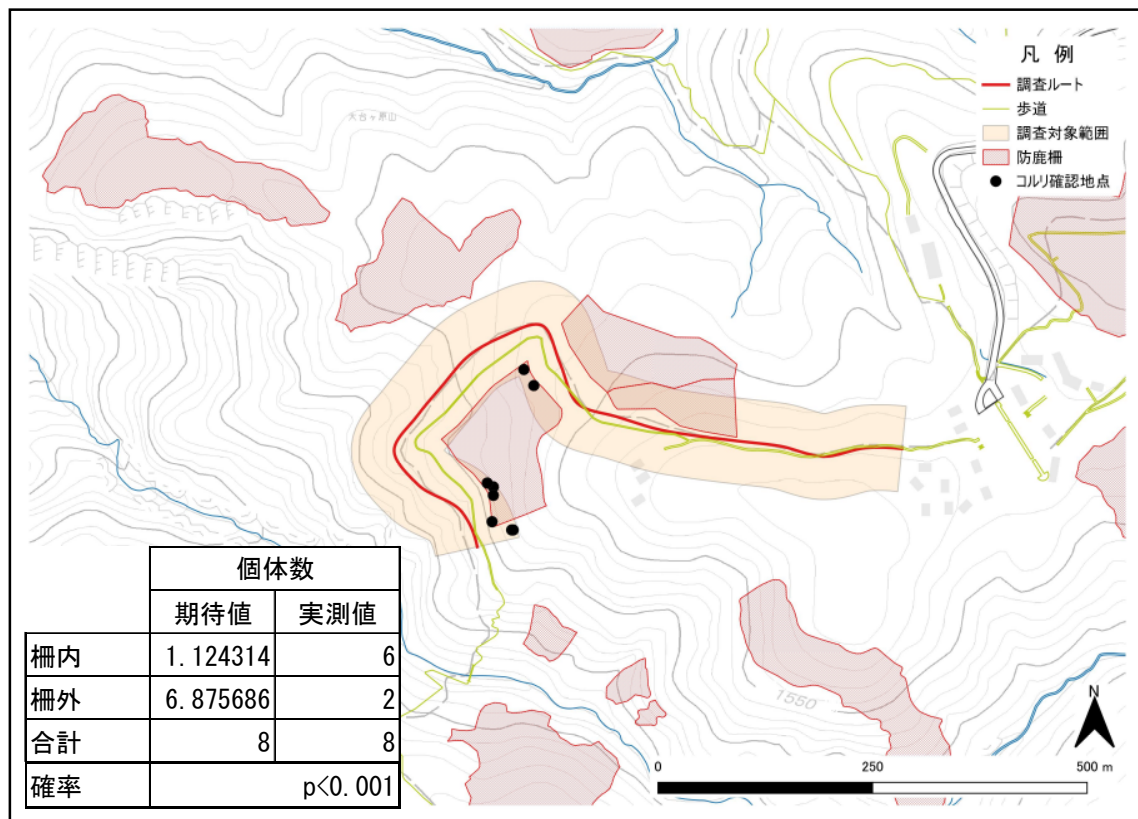 凡 例
調査ルート
歩道
調査対象範囲
防鹿柵
コルリ確認地点
大台ヶ原山
1550
N
0 250 500 m
個体数
期待値 実測値
柵内 1.124314 6
柵外 6.875686 2
合計 8 8
確率 p<0.001